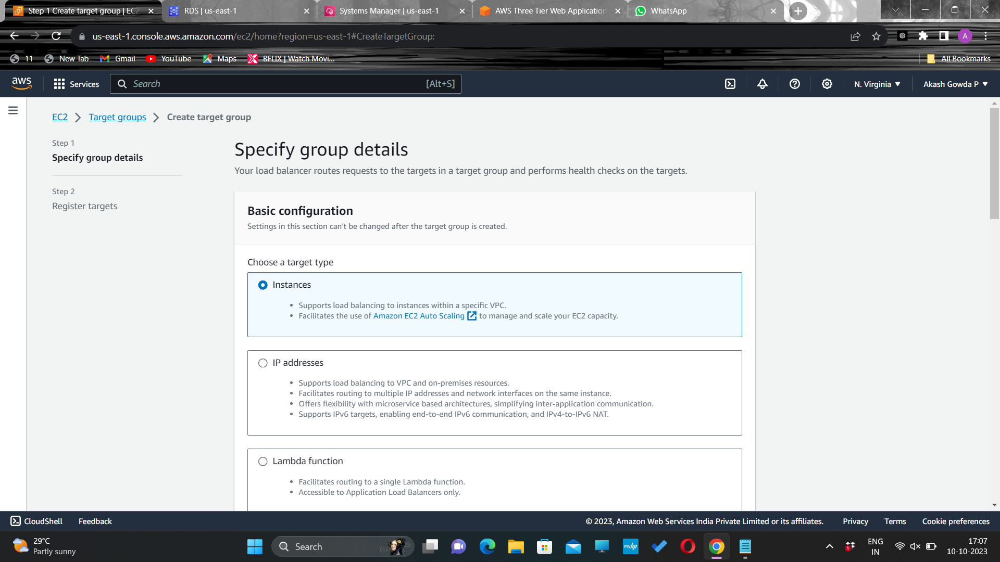 Step 1 Create target group | EC2
RDS | us-east-1
Systems Manager | us-east-1
AWS Three Tier Web Application
WhatsApp
us-east-1.console.aws.amazon.com/ec2/home?region=us-east-1#CreateTargetGroup:
A
11
New Tab
Gmail
YouTube
Maps
BFLIX | Watch Movi...
All Bookmarks
aws
Services
Search
[Alt+S]
N. Virginia
Akash Gowda P
EC2
Target groups
Create target group
Step 1
Specify group details
Step 2
Register targets
Specify group details
Your load balancer routes requests to the targets in a target group and performs health checks on the targets.
Basic configuration
Settings in this section can't be changed after the target group is created.
Choose a target type
Instances
• Supports load balancing to instances within a specific VPC.
• Facilitates the use of Amazon EC2 Auto Scaling to manage and scale your EC2 capacity.
IP addresses
• Supports load balancing to VPC and on-premises resources.
• Facilitates routing to multiple IP addresses and network interfaces on the same instance.
• Offers flexibility with microservice based architectures, simplifying inter-application communication.
• Supports IPv6 targets, enabling end-to-end IPv6 communication, and IPv4-to-IPv6 NAT.
Lambda function
• Facilitates routing to a single Lambda function.
• Accessible to Application Load Balancers only.
CloudShell
Feedback
© 2023, Amazon Web Services India Private Limited or its affiliates.
Privacy
Terms
Cookie preferences
29°C
Partly sunny
Search
myhp
1
ENG
IN
17:07
10-10-2023